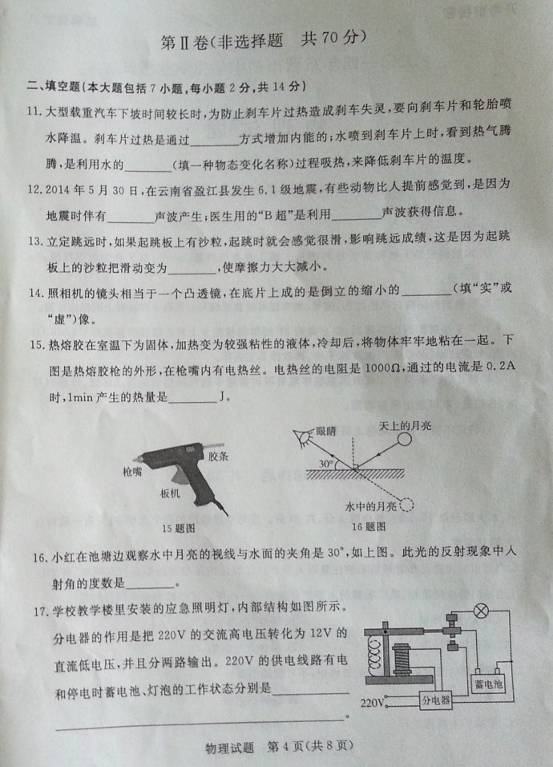 第Ⅱ卷(非选择题 共70分)
二、填空题(本大题包括7小题,每小题2分,共14分)
11.大型载重汽车下坡时间较长时,为防止刹车片过热造成刹车失灵,要向刹车片和轮胎喷
水降温。刹车片过热是通过______方式增加内能的;水喷到刹车片上时,看到热气腾
腾,是利用水的______(填一种物态变化名称)过程吸热,来降低刹车片的温度。
12.2014年5月30日,在云南省盈江县发生6.1级地震,有些动物比人提前感觉到,是因为
地震时伴有______声波产生;医生用的“B超”是利用______声波获得信息。
13.立定跳远时,如果起跳板上有沙粒,起跳时就会感觉很滑,影响跳远成绩,这是因为起跳
板上的沙粒把滑动变为______,使摩擦力大大减小。
14.照相机的镜头相当于一个凸透镜,在底片上成的是倒立的缩小的______(填“实”或
“虚”)像。
15.热熔胶在室温下为固体,加热变为较强粘性的液体,冷却后,将物体牢牢地粘在一起。下
图是热熔胶枪的外形,在枪嘴内有电热丝。电热丝的电阻是1000Ω,通过的电流是0.2A
时,1min产生的热量是______J。
枪嘴
胶条
板机
15题图
眼睛
天上的月亮
30°
水中的月亮
16题图
16.小红在池塘边观察水中月亮的视线与水面的夹角是30°,如上图。此光的反射现象中入
射角的度数是______。
17.学校教学楼里安装的应急照明灯,内部结构如图所示。
分电器的作用是把220V的交流高电压转化为12V的
直流低电压,并且分两路输出。220V的供电线路有电
和停电时蓄电池、灯泡的工作状态分别是______
______。
220V
分电器
蓄电池
物理试题 第4页(共8页)